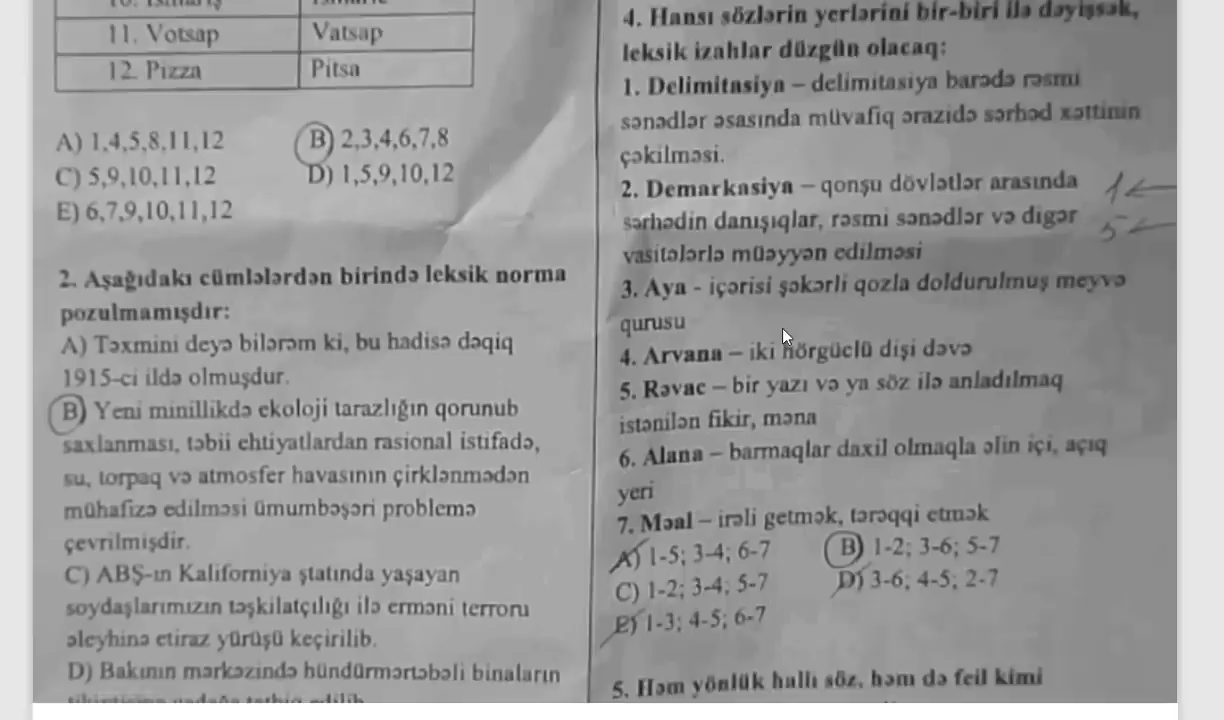 11. Votsap Vatsap
12. Pizza Pitsa
A) 1,4,5,8,11,12 B) 2,3,4,6,7,8
C) 5,9,10,11,12 D) 1,5,9,10,12
E) 6,7,9,10,11,12
2. Aşağıdakı cümlələrdən birində leksik norma
pozulmamışdır:
A) Təxmini deyə bilərəm ki, bu hadisə dəqiq
1915-ci ildə olmuşdur.
B) Yeni minillikdə ekoloji tarazlığın qorunub
saxlanması, təbii ehtiyatlardan rasional istifadə,
su, torpaq və atmosfer havasının çirklənmədən
mühafizə edilməsi ümumbəşəri problemə
çevrilmişdir.
C) ABŞ-ın Kaliforniya ştatında yaşayan
soydaşlarımızın təşkilatçılığı ilə erməni terroru
əleyhinə etiraz yürüşü keçirilib.
D) Bakının mərkəzində hündürmərtəbəli binaların
4. Hansı sözlərin yerlərini bir-biri ilə dəyişsək,
leksik izahlar düzgün olacaq:
1. Delimitasiya – delimitasiya barədə rəsmi
sənədlər əsasında müvafiq ərazidə sərhəd xəttinin
çəkilməsi.
2. Demarkasiya – qonşu dövlətlər arasında
sərhədin danışıqlar, rəsmi sənədlər və digər
vasitələrlə müəyyən edilməsi
3. Aya - içərisi şəkərli qozla doldurulmuş meyvə
qurusu
4. Arvana – iki hörgüclü dişi dəvə
5. Rəvac – bir yazı və ya söz ilə anladılmaq
istənilən fikir, məna
6. Alana – barmaqlar daxil olmaqla əlin içi, açıq
yeri
7. Məal – irəli getmək, tərəqqi etmək
A) 1-5; 3-4; 6-7 B) 1-2; 3-6; 5-7
C) 1-2; 3-4; 5-7 D) 3-6; 4-5; 2-7
E) 1-3; 4-5; 6-7
5. Həm yönlük hallı söz, həm də feil kimi